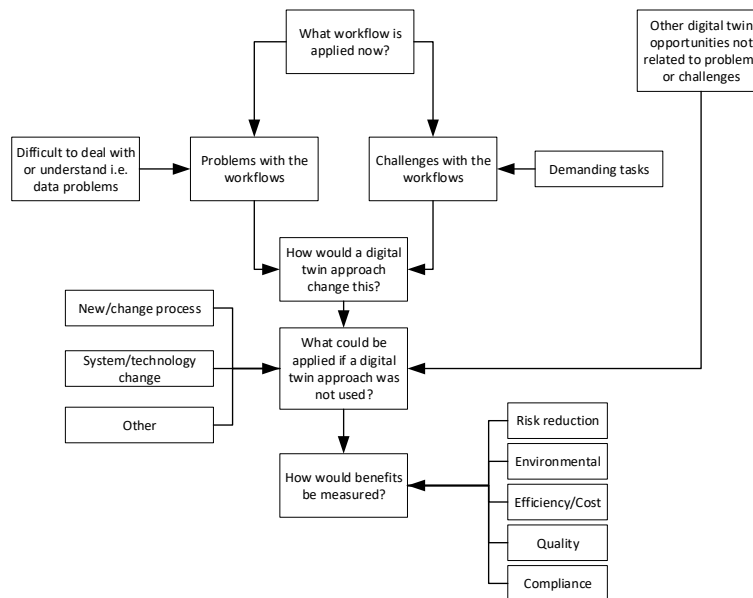 What workflow is
applied now?
Other digital twin
opportunities not
related to problem
or challenges
Difficult to deal with
or understand i.e.
data problems
Problems with the
workflows
Challenges with the
workflows
Demanding tasks
How would a digital
twin approach
change this?
New/change process
System/technology
change
Other
What could be
applied if a digital
twin approach was
not used?
How would benefits
be measured?
Risk reduction
Environmental
Efficiency/Cost
Quality
Compliance